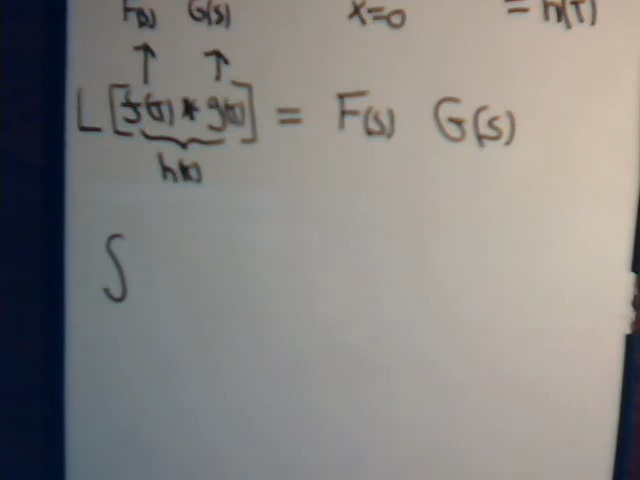 F(s) G(s) x=0 = h(T)
↑ ↑
L[f(t) * g(t)] = F(s) G(s)
h(t)
∫